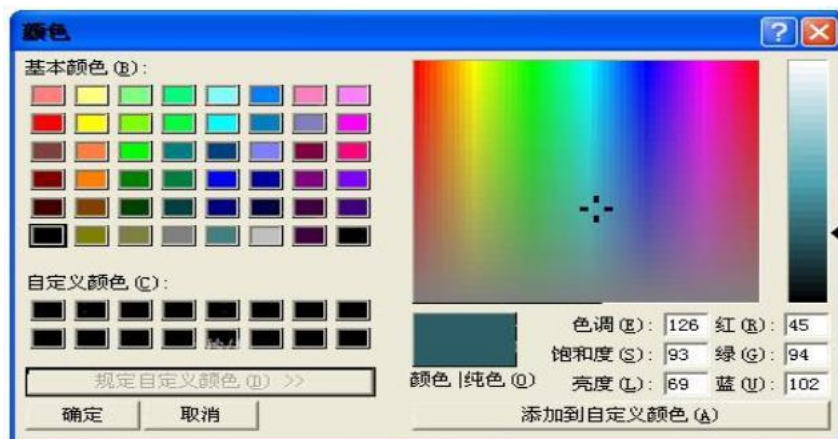 颜色
基本颜色(B):
自定义颜色(C):
规定自定义颜色(D) >>
确定 取消
色调(E): 126 红(R): 45
饱和度(S): 93 绿(G): 94
颜色|纯色(O) 亮度(L): 69 蓝(U): 102
添加到自定义颜色(A)